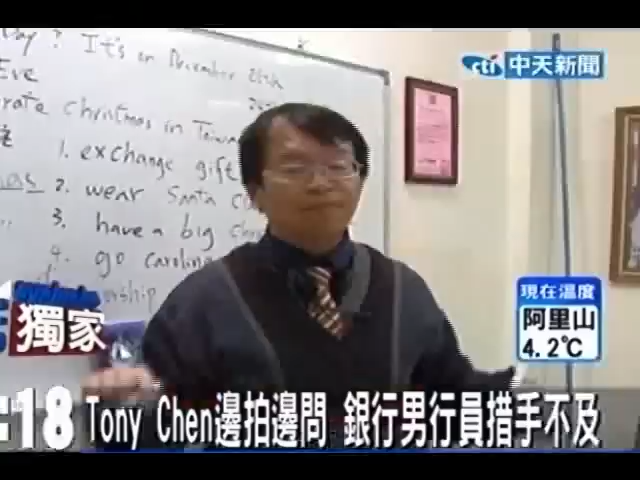 Day? It's on December 25th
Eve
Christmas in Taiwan
1. exchange gift
2. wear Santa
3. have a big
4. go caroling
cti 中天新聞
現在溫度
阿里山
4.2℃
獨家
:18
Tony Chen邊拍邊問 銀行男行員措手不及